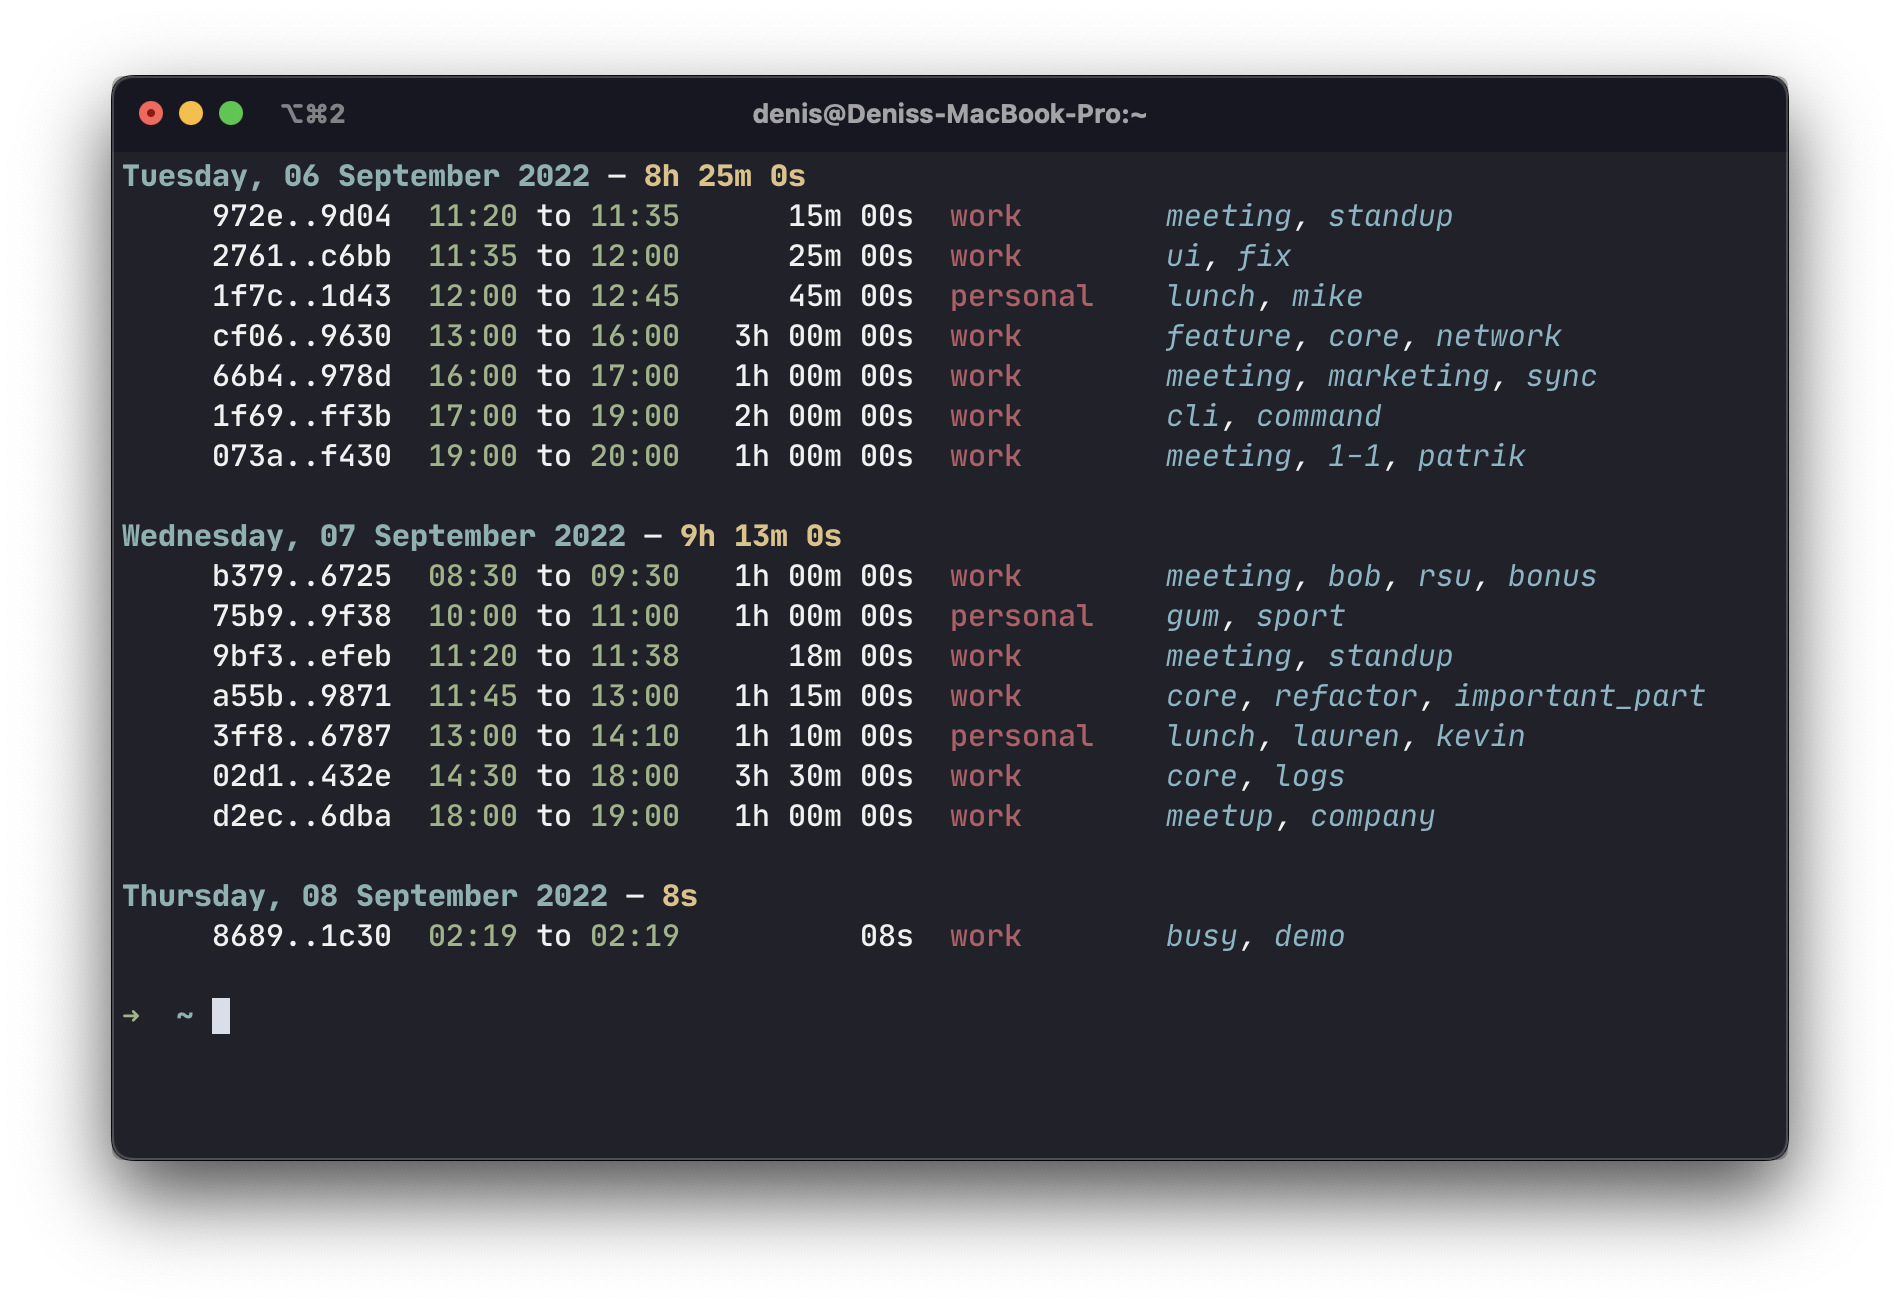 ⌥⌘2 denis@Deniss-MacBook-Pro:~
Tuesday, 06 September 2022 — 8h 25m 0s
972e..9d04 11:20 to 11:35 15m 00s work meeting, standup
2761..c6bb 11:35 to 12:00 25m 00s work ui, fix
1f7c..1d43 12:00 to 12:45 45m 00s personal lunch, mike
cf06..9630 13:00 to 16:00 3h 00m 00s work feature, core, network
66b4..978d 16:00 to 17:00 1h 00m 00s work meeting, marketing, sync
1f69..ff3b 17:00 to 19:00 2h 00m 00s work cli, command
073a..f430 19:00 to 20:00 1h 00m 00s work meeting, 1-1, patrik
Wednesday, 07 September 2022 — 9h 13m 0s
b379..6725 08:30 to 09:30 1h 00m 00s work meeting, bob, rsu, bonus
75b9..9f38 10:00 to 11:00 1h 00m 00s personal gum, sport
9bf3..efeb 11:20 to 11:38 18m 00s work meeting, standup
a55b..9871 11:45 to 13:00 1h 15m 00s work core, refactor, important_part
3ff8..6787 13:00 to 14:10 1h 10m 00s personal lunch, lauren, kevin
02d1..432e 14:30 to 18:00 3h 30m 00s work core, logs
d2ec..6dba 18:00 to 19:00 1h 00m 00s work meetup, company
Thursday, 08 September 2022 — 8s
8689..1c30 02:19 to 02:19 08s work busy, demo
➜ ~